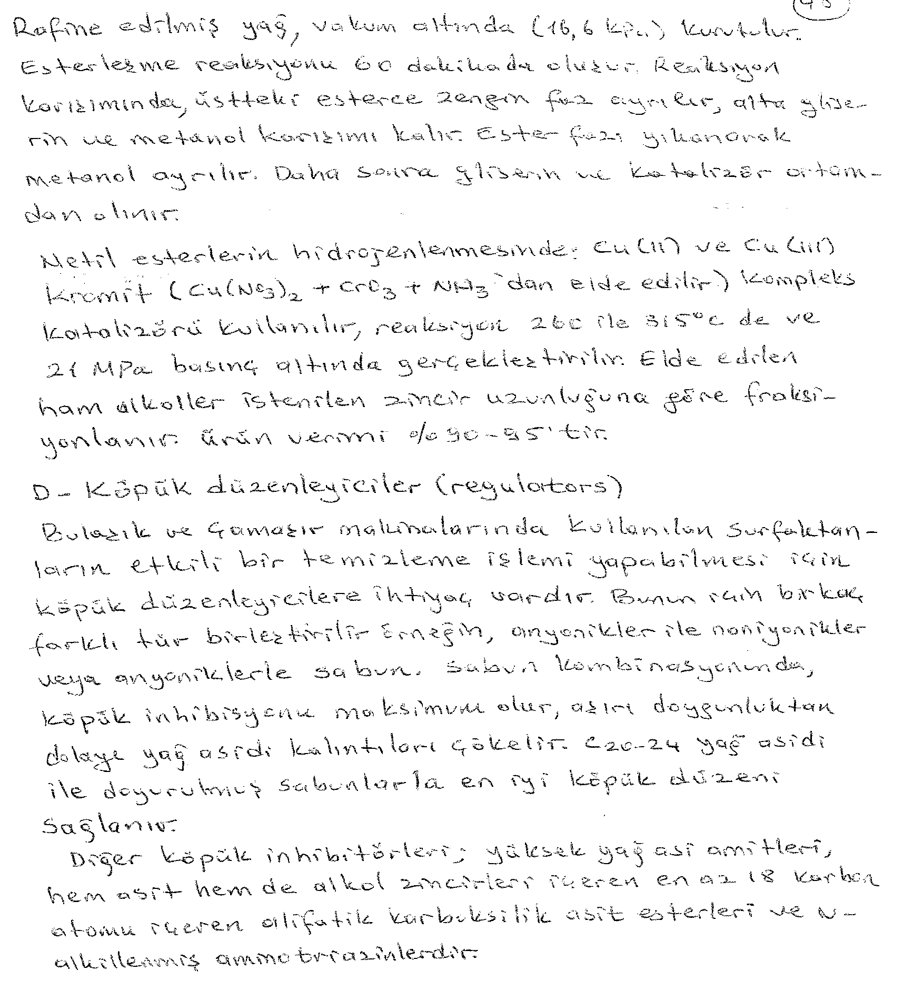 Rafine edilmiş yağ, vakum altında (16,6 kPa) kurutulur.
Esterleşme reaksiyonu 60 dakikada oluşur. Reaksiyon
karışımında, üstteki esterce zengin faz ayrılır, alta glise-
rin ve metanol karışımı kalır. Ester fazı yıkanarak
metanol ayrılır. Daha sonra gliserin ve katalizör ortam-
dan alınır.
Netil esterlerin hidrojenlenmesinde: Cu(II) ve Cu(III)
kromit (Cu(NO3)2 + CrO3 + NH3'dan elde edilir) kompleks
katalizörü kullanılır, reaksiyon 260 ile 315°C de ve
21 MPa basınç altında gerçekleştirilir. Elde edilen
ham alkoller istenilen zincir uzunluğuna göre fraksi-
yonlanır. Ürün verimi %90-95'tir.
D- Köpük düzenleyiciler (regulators)
Bulaşık ve çamaşır makinalarında kullanılan surfaktan-
ların etkili bir temizleme işlemi yapabilmesi için
köpük düzenleyicilere ihtiyaç vardır. Bunun için birkaç
farklı tür birleştirilir örneğin, anyonikler ile noniyonikler
veya anyoniklerle sabun. Sabun kombinasyonunda,
köpük inhibisyonu maksimum olur, aşırı doygunluktan
dolayı yağ asidi kalıntıları çökelir. C20-24 yağ asidi
ile doyurulmuş sabunlarla en iyi köpük düzeni
sağlanır.
Diğer köpük inhibitörleri; yüksek yağ asi amitleri,
hem asit hem de alkol zincirleri içeren en az 18 karbon
atomu içeren alifatik karboksilik asit esterleri ve N-
alkillenmiş aminotriazinlerdir.